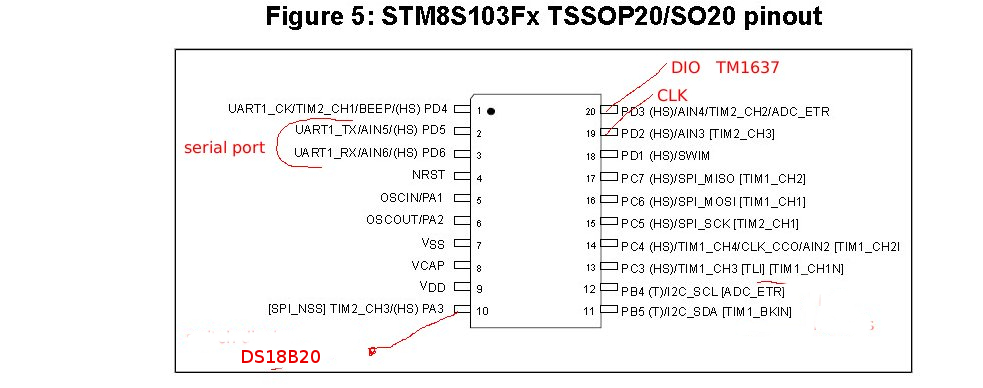 Figure 5: STM8S103Fx TSSOP20/SO20 pinout
DIO TM1637
CLK
serial port
UART1_CK/TIM2_CH1/BEEP/(HS) PD4 1
UART1_TX/AIN5/(HS) PD5 2
UART1_RX/AIN6/(HS) PD6 3
NRST 4
OSCIN/PA1 5
OSCOUT/PA2 6
VSS 7
VCAP 8
VDD 9
[SPI_NSS] TIM2_CH3/(HS) PA3 10
20 PD3 (HS)/AIN4/TIM2_CH2/ADC_ETR
19 PD2 (HS)/AIN3 [TIM2_CH3]
18 PD1 (HS)/SWIM
17 PC7 (HS)/SPI_MISO [TIM1_CH2]
16 PC6 (HS)/SPI_MOSI [TIM1_CH1]
15 PC5 (HS)/SPI_SCK [TIM2_CH1]
14 PC4 (HS)/TIM1_CH4/CLK_CCO/AIN2 [TIM1_CH2
13 PC3 (HS)/TIM1_CH3 [TLI] [TIM1_CH1N]
12 PB4 (T)/I2C_SCL [ADC_ETR]
11 PB5 (T)/I2C_SDA [TIM1_BKIN]
DS18B20